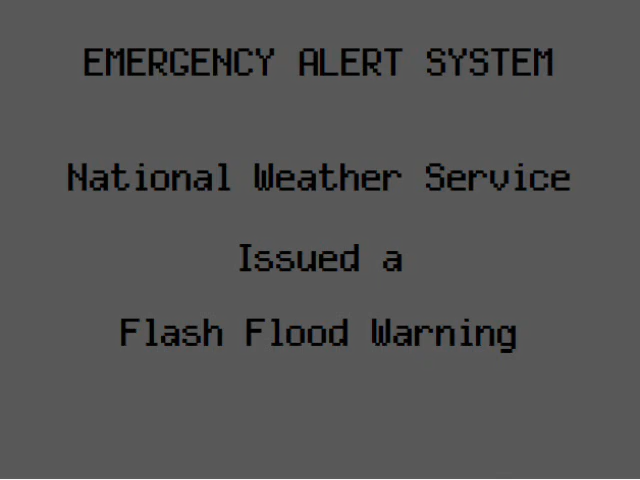 EMERGENCY ALERT SYSTEM
National Weather Service
Issued a
Flash Flood Warning